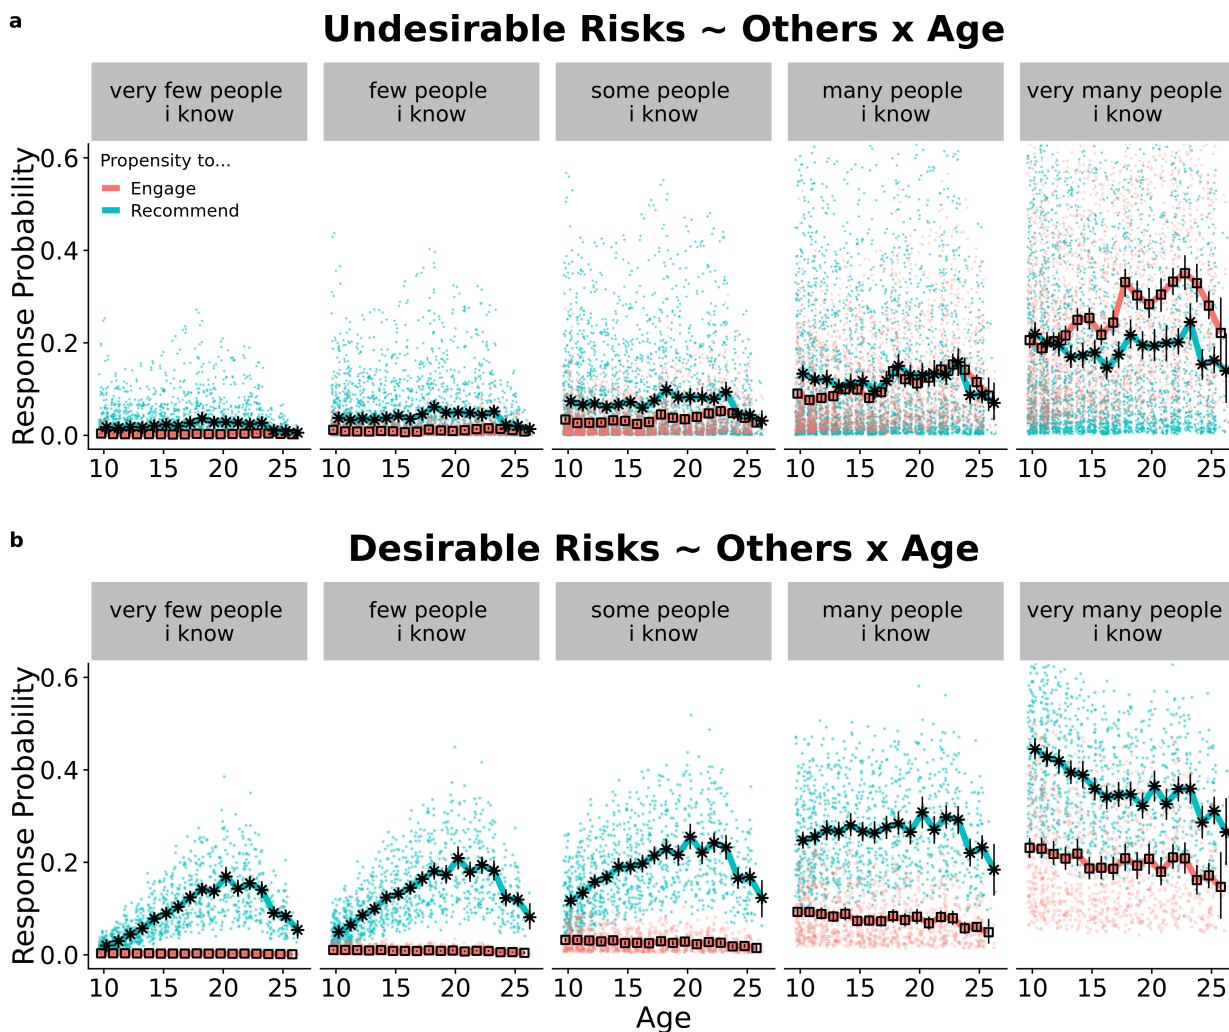 a
Undesirable Risks ~ Others x Age
very few people
i know
few people
i know
some people
i know
many people
i know
very many people
i know
Response Probability
0.6
0.4
0.2
0.0
Propensity to...
Engage
Recommend
10 15 20 25
10 15 20 25
10 15 20 25
10 15 20 25
10 15 20 25
b
Desirable Risks ~ Others x Age
very few people
i know
few people
i know
some people
i know
many people
i know
very many people
i know
Response Probability
0.6
0.4
0.2
0.0
10 15 20 25
10 15 20 25
10 15 20 25
10 15 20 25
10 15 20 25
Age